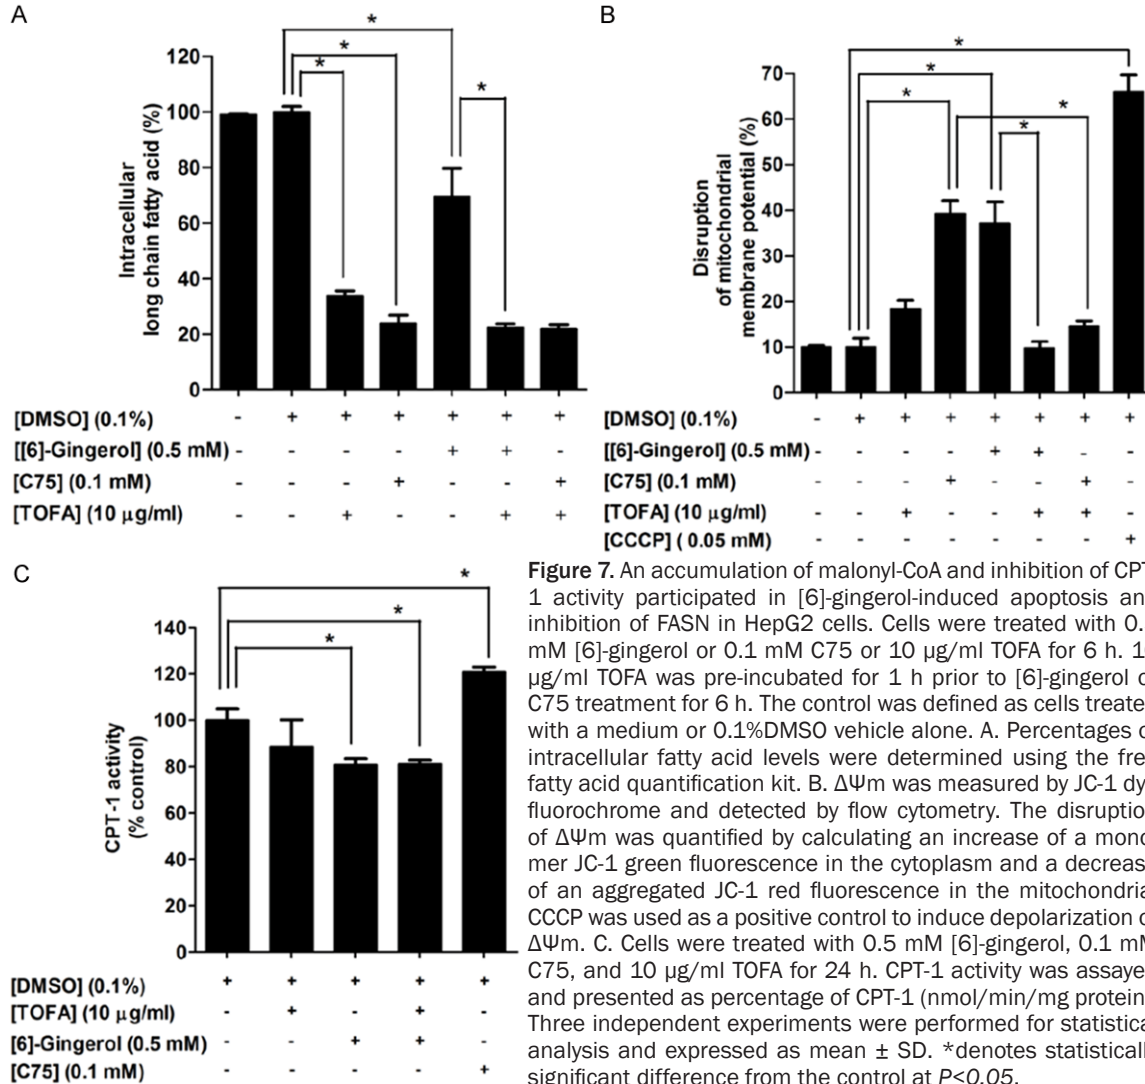 A
*
*
*
*
120
100
80
60
40
20
0
Intracellular
long chain fatty acid (%)
[DMSO] (0.1%) - + + + + + +
[[6]-Gingerol] (0.5 mM) - - - - + + -
[C75] (0.1 mM) - - - + - - +
[TOFA] (10 µg/ml) - - + - - + +
B
*
*
*
*
*
70
60
50
40
30
20
10
0
Disruption
of mitochondrial
membrane potential (%)
[DMSO] (0.1%) - + + + + + + +
[[6]-Gingerol] (0.5 mM) - - - - + + - -
[C75] (0.1 mM) - - - + - - + -
[TOFA] (10 µg/ml) - - + - - + + -
[CCCP] ( 0.05 mM) - - - - - - - +
C
*
*
*
140
120
100
80
60
40
20
0
CPT-1 activity
(% control)
[DMSO] (0.1%) + + + + +
[TOFA] (10 µg/ml) - + - + -
[6]-Gingerol (0.5 mM) - - + + -
[C75] (0.1 mM) - - - - +
Figure 7. An accumulation of malonyl-CoA and inhibition of CPT
1 activity participated in [6]-gingerol-induced apoptosis an
inhibition of FASN in HepG2 cells. Cells were treated with 0.
mM [6]-gingerol or 0.1 mM C75 or 10 µg/ml TOFA for 6 h. 1
µg/ml TOFA was pre-incubated for 1 h prior to [6]-gingerol o
C75 treatment for 6 h. The control was defined as cells treate
with a medium or 0.1%DMSO vehicle alone. A. Percentages o
intracellular fatty acid levels were determined using the fre
fatty acid quantification kit. B. ΔΨm was measured by JC-1 dy
fluorochrome and detected by flow cytometry. The disruptio
of ΔΨm was quantified by calculating an increase of a mono
mer JC-1 green fluorescence in the cytoplasm and a decreas
of an aggregated JC-1 red fluorescence in the mitochondria
CCCP was used as a positive control to induce depolarization o
ΔΨm. C. Cells were treated with 0.5 mM [6]-gingerol, 0.1 mM
C75, and 10 µg/ml TOFA for 24 h. CPT-1 activity was assaye
and presented as percentage of CPT-1 (nmol/min/mg protein
Three independent experiments were performed for statistica
analysis and expressed as mean ± SD. *denotes statisticall
significant difference from the control at P<0.05.